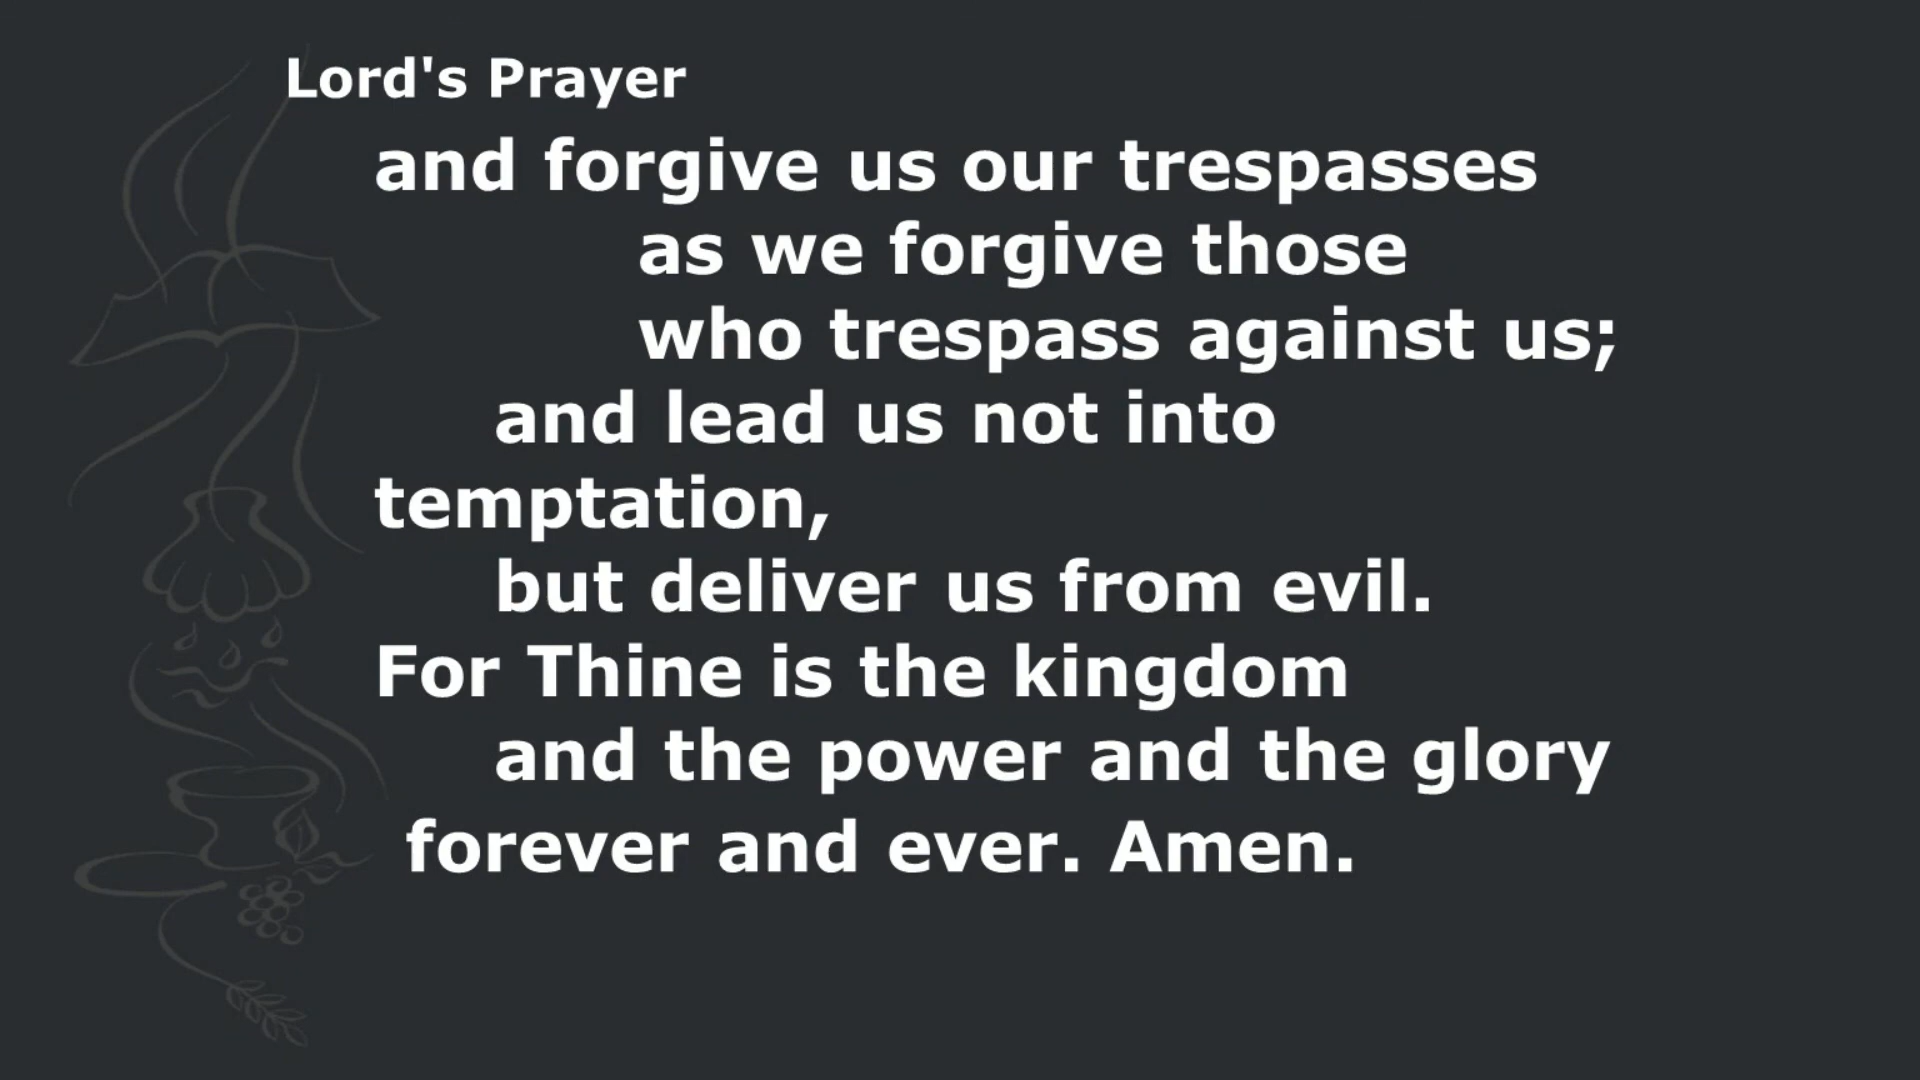 Lord's Prayer
and forgive us our trespasses
as we forgive those
who trespass against us;
and lead us not into
temptation,
but deliver us from evil.
For Thine is the kingdom
and the power and the glory
forever and ever. Amen.